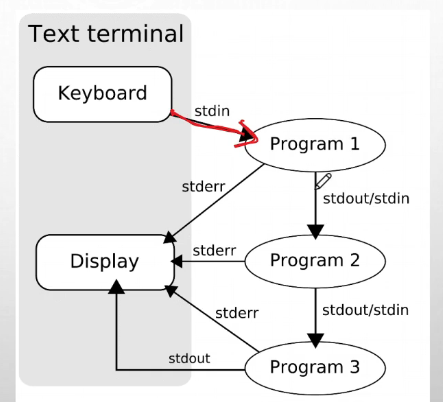 Text terminal
Keyboard
stdin
Program 1
stderr
stdout/stdin
Display
stderr
Program 2
stderr
stdout/stdin
stdout
Program 3